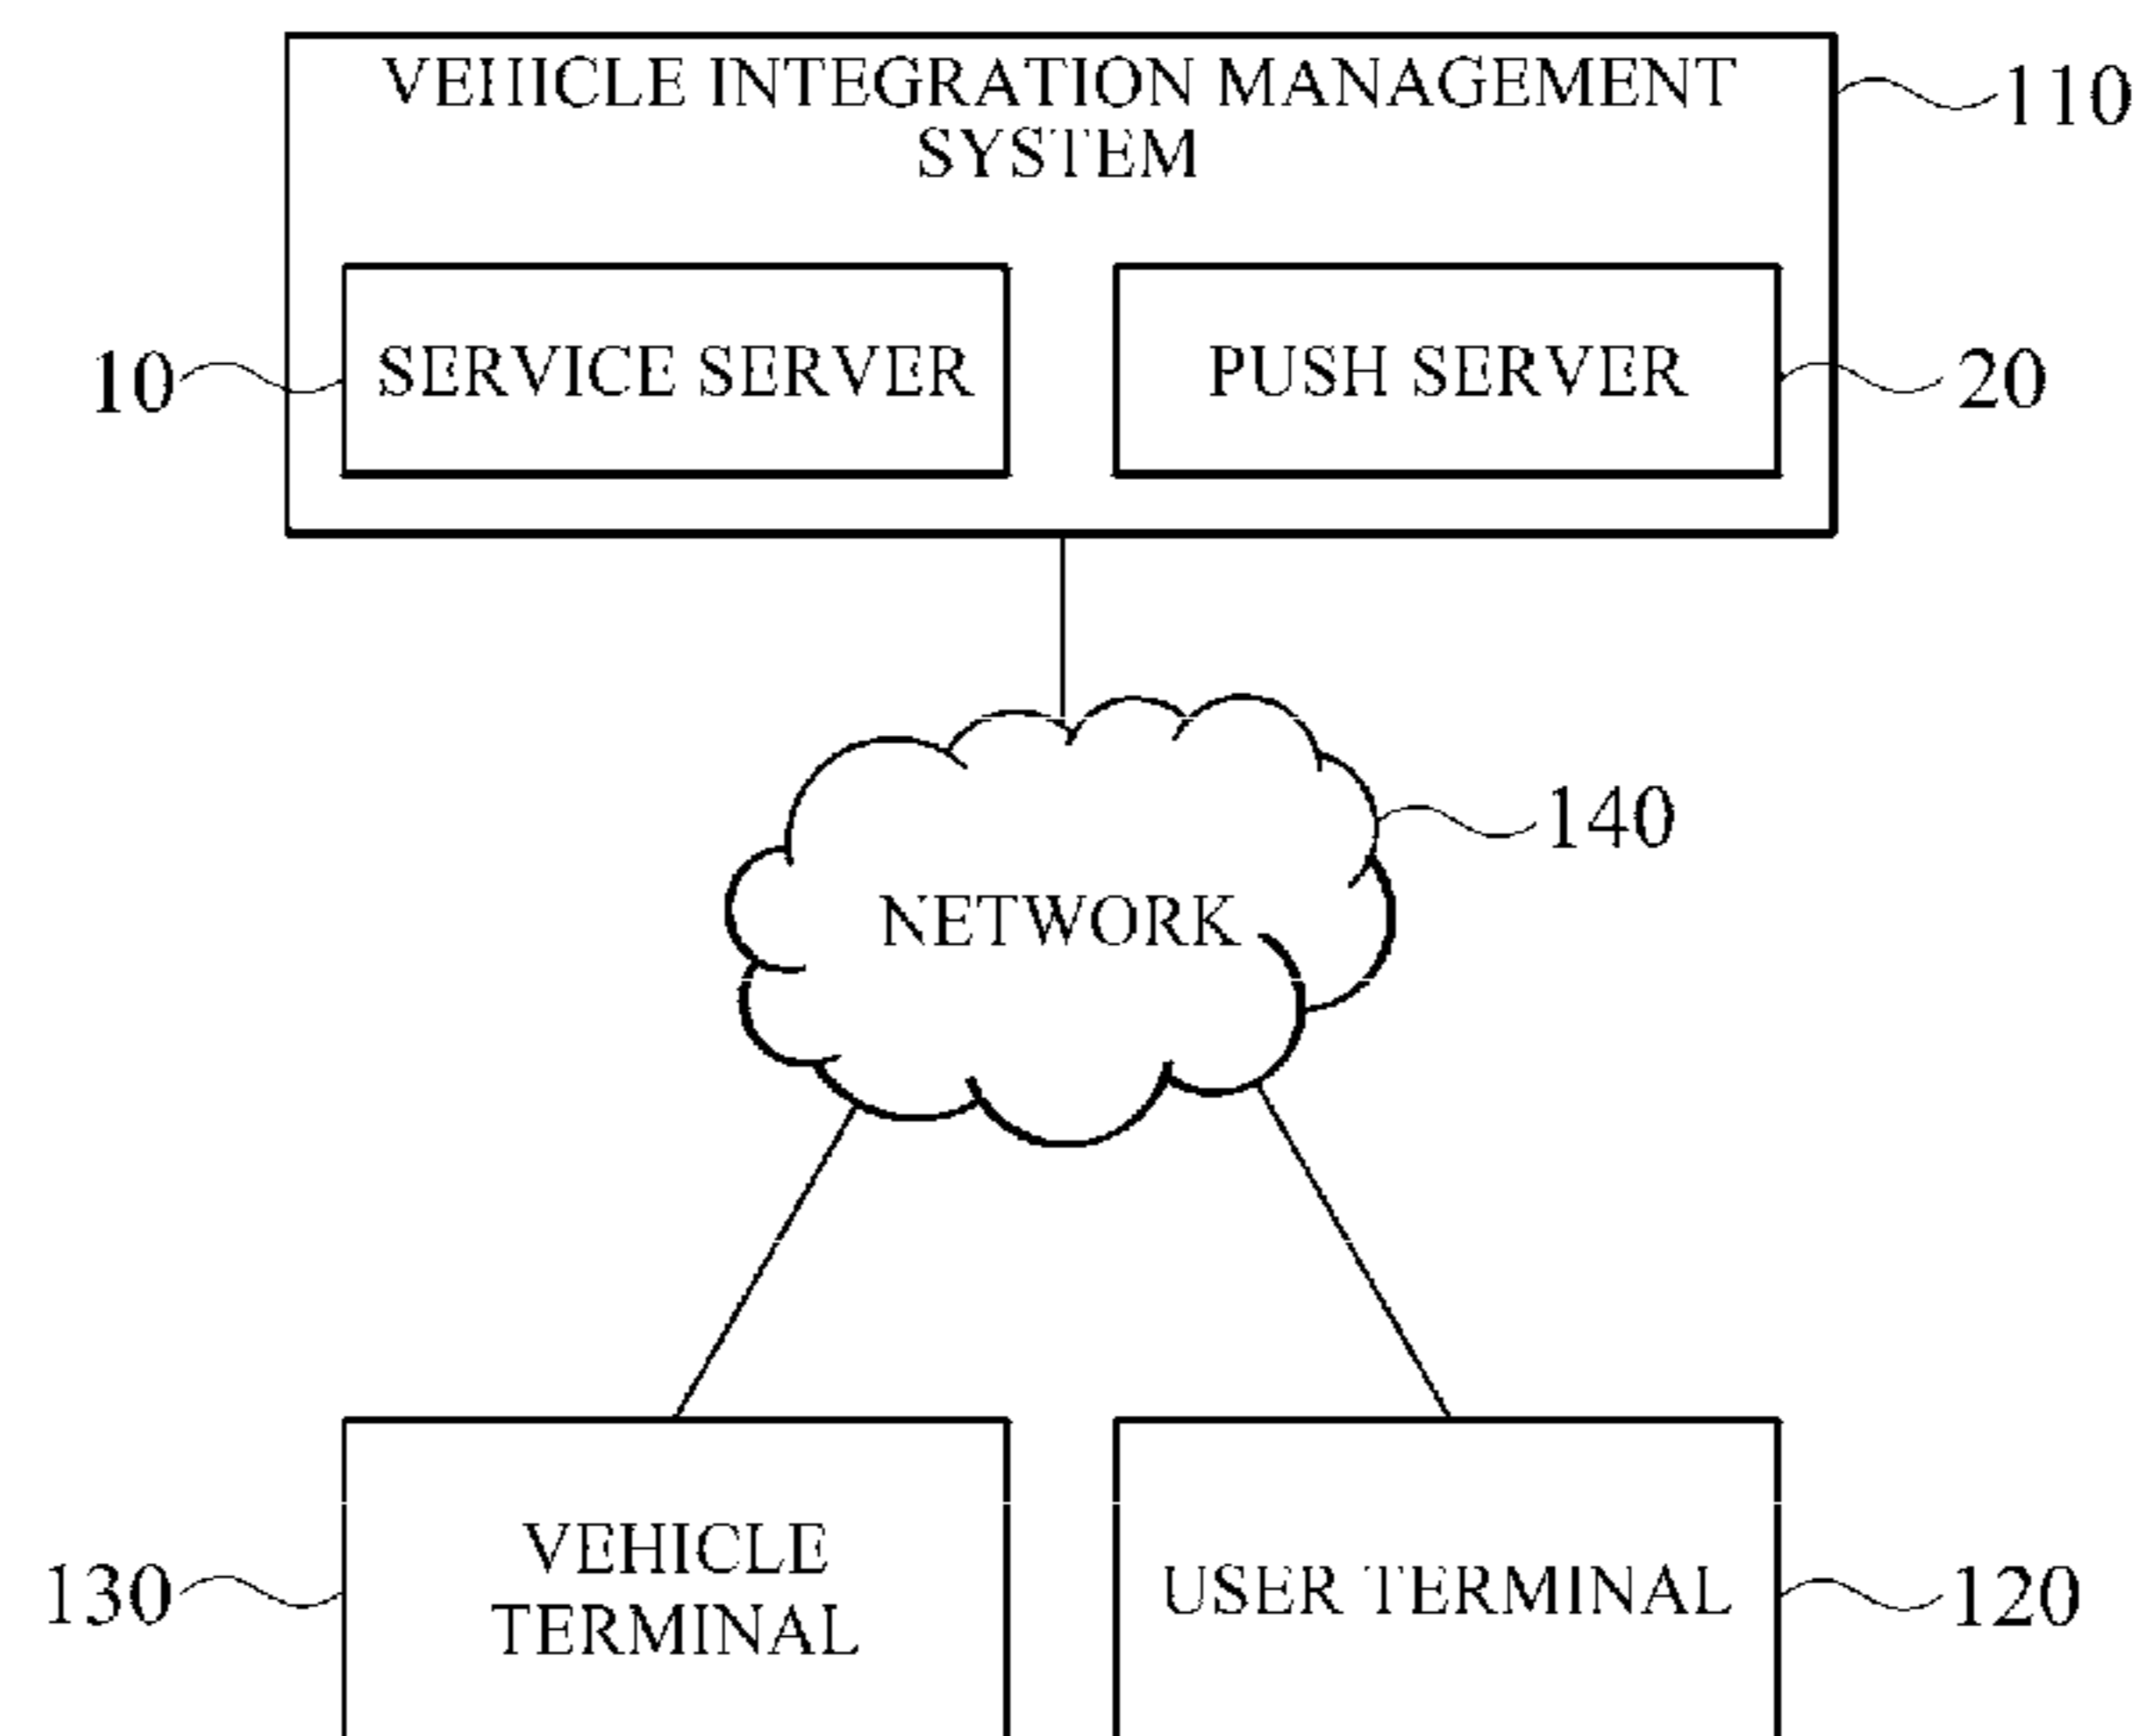 VEHICLE INTEGRATION MANAGEMENT
SYSTEM
110
10
SERVICE SERVER
PUSH SERVER
20
140
NETWORK
130
VEHICLE
TERMINAL
USER TERMINAL
120